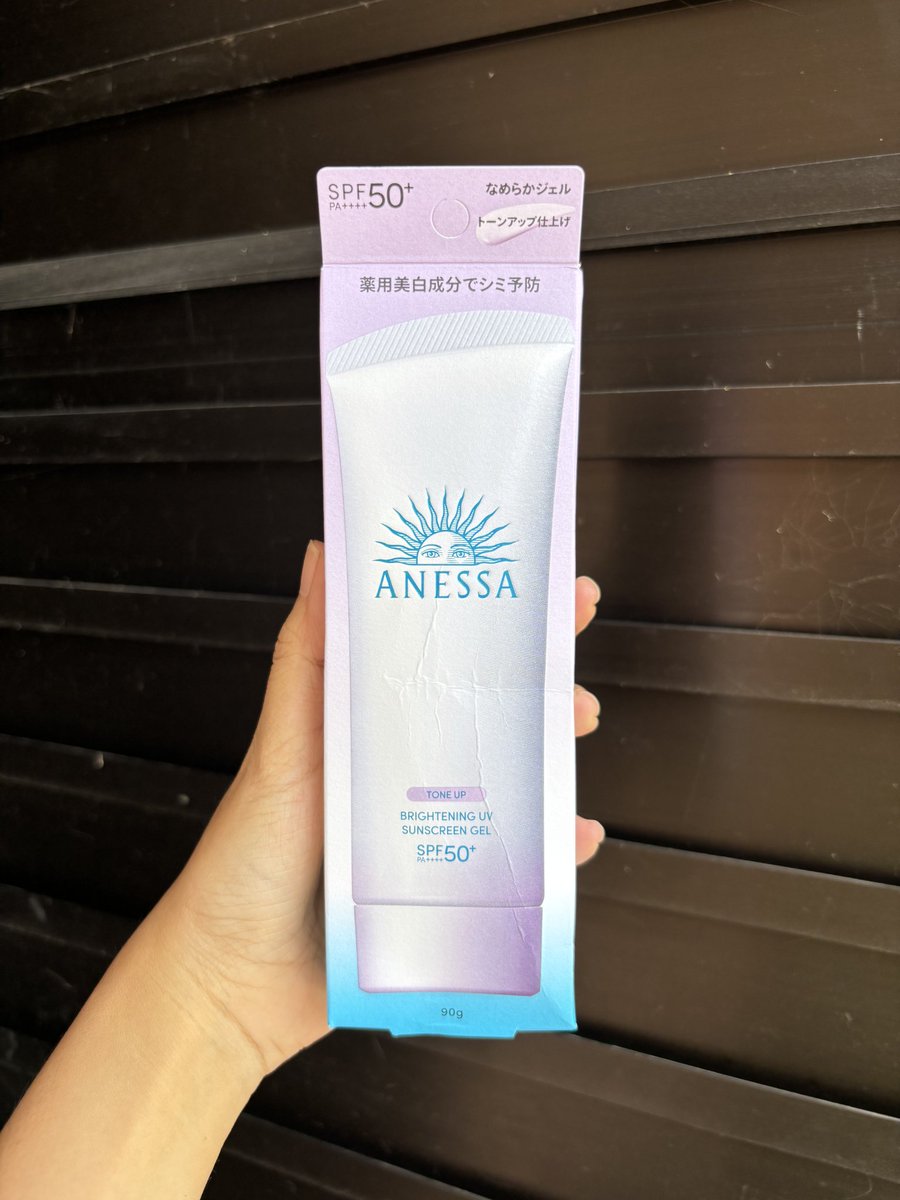 SPF50+
PA++++
なめらかジェル
トーンアップ仕上げ
薬用美白成分でシミ予防
ANESSA
TONE UP
BRIGHTENING UV
SUNSCREEN GEL
SPF50+
PA++++
90g